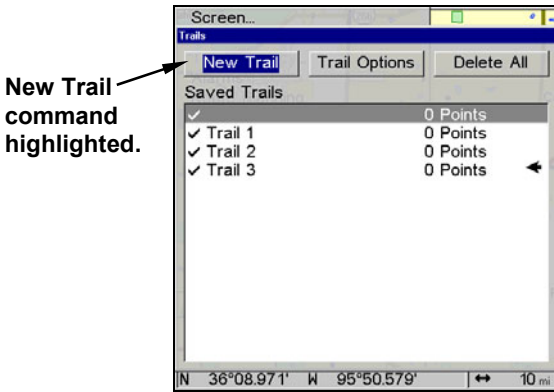 New Trail
command
highlighted.
Screen...
Trails
New Trail
Trail Options
Delete All
Saved Trails
✓ 0 Points
✓ Trail 1 0 Points
✓ Trail 2 0 Points
✓ Trail 3 0 Points
N 36°08.971' W 95°50.579' ↔ 10 mi